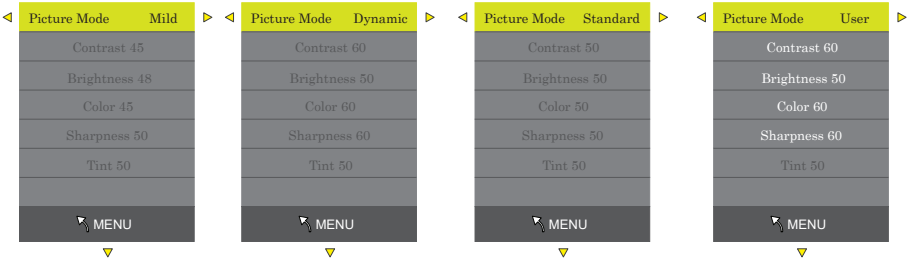 Picture Mode Mild
Contrast 45
Brightness 48
Color 45
Sharpness 50
Tint 50
MENU
Picture Mode Dynamic
Contrast 60
Brightness 50
Color 60
Sharpness 60
Tint 50
MENU
Picture Mode Standard
Contrast 50
Brightness 50
Color 50
Sharpness 50
Tint 50
MENU
Picture Mode User
Contrast 60
Brightness 50
Color 60
Sharpness 60
Tint 50
MENU